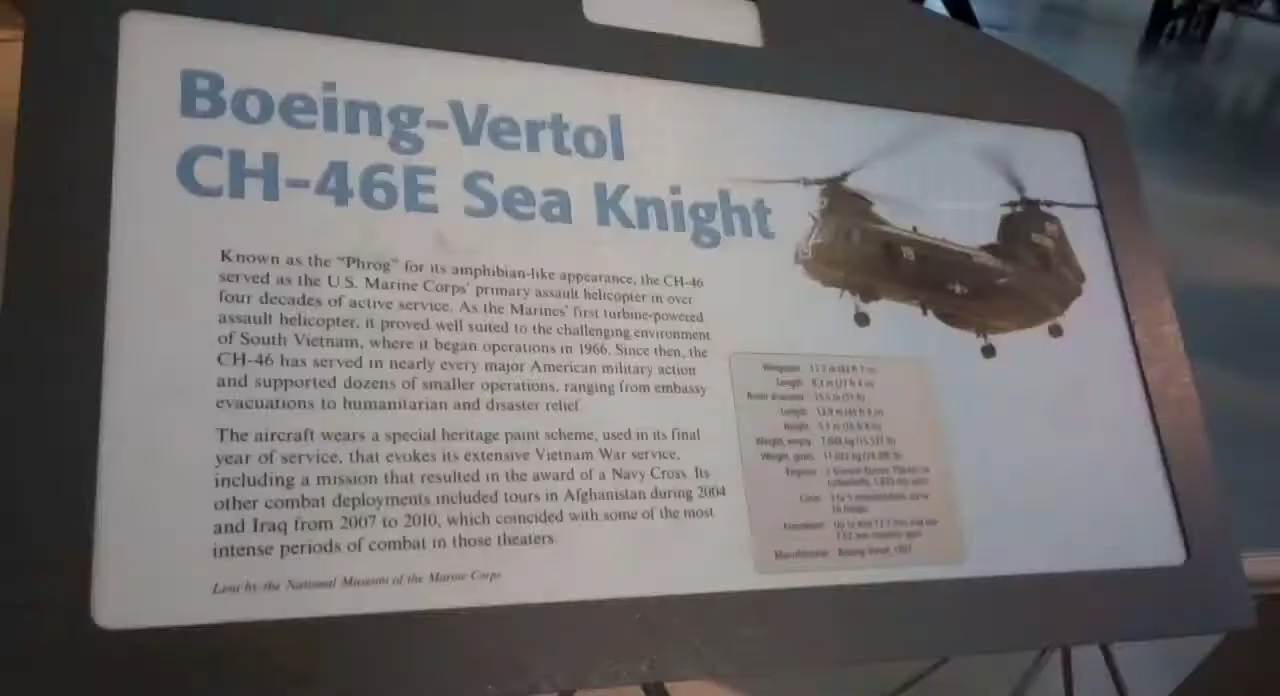 Boeing-Vertol
CH-46E Sea Knight
Known as the “Phrog” for its amphibian-like appearance, the CH-46
served as the U.S. Marine Corps’ primary assault helicopter in over
four decades of active service. As the Marines’ first turbine-powered
assault helicopter, it proved well suited to the challenging environment
of South Vietnam, where it began operations in 1966. Since then, the
CH-46 has served in nearly every major American military action
and supported dozens of smaller operations, ranging from embassy
evacuations to humanitarian and disaster relief.
The aircraft wears a special heritage paint scheme, used in its final
year of service, that evokes its extensive Vietnam War service,
including a mission that resulted in the award of a Navy Cross. Its
other combat deployments included tours in Afghanistan during 2004
and Iraq from 2007 to 2010, which coincided with some of the most
intense periods of combat in those theaters.
Lent by the National Museum of the Marine Corps
Length:
Height:
Weight, empty:
Weight, gross:
Manufacturer: